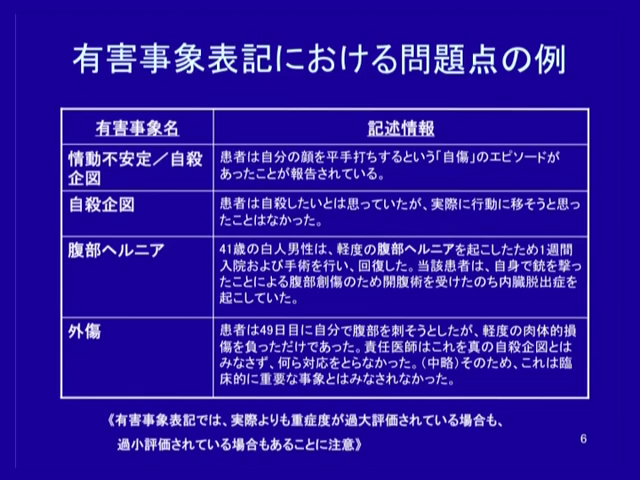 有害事象表記における問題点の例
有害事象名
記述情報
情動不安定／自殺
企図
患者は自分の顔を平手打ちするという「自傷」のエピソードが
あったことが報告されている。
自殺企図
患者は自殺したいとは思っていたが、実際に行動に移そうと思っ
たことはなかった。
腹部ヘルニア
41歳の白人男性は、軽度の腹部ヘルニアを起こしたため1週間
入院および手術を行い、回復した。当該患者は、自身で銃を撃っ
たことによる腹部創傷のため開腹術を受けたのち内臓脱出症を
起こしていた。
外傷
患者は49日目に自分で腹部を刺そうとしたが、軽度の肉体的損
傷を負っただけであった。責任医師はこれを真の自殺企図とは
みなさず、何ら対応をとらなかった。（中略）そのため、これは臨
床的に重要な事象とはみなされなかった。
《有害事象表記では、実際よりも重症度が過大評価されている場合も、
過小評価されている場合もあることに注意》
6